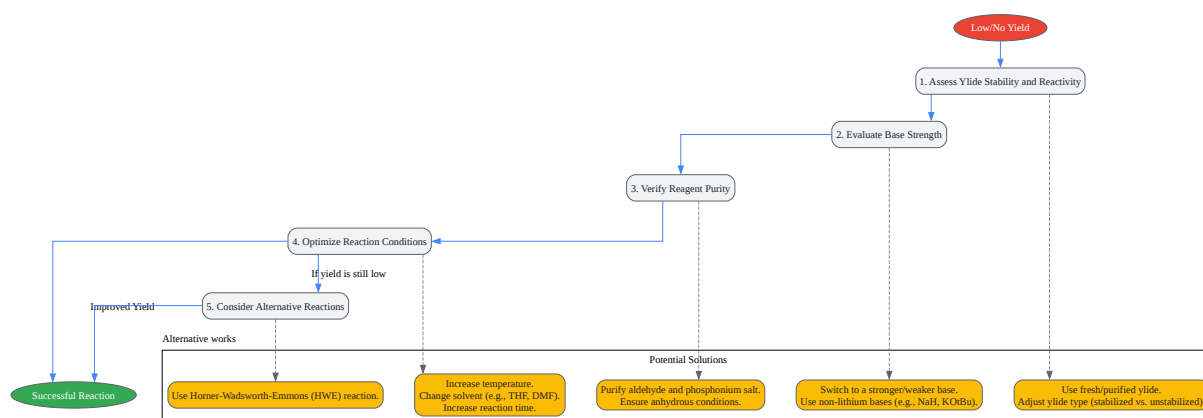 Low/No Yield
1. Assess Ylide Stability and Reactivity
2. Evaluate Base Strength
3. Verify Reagent Purity
4. Optimize Reaction Conditions
If yield is still low
Improved Yield
5. Consider Alternative Reactions
Alternative works
Potential Solutions
Successful Reaction
Use Horner-Wadsworth-Emmons (HWE) reaction.
Increase temperature.
Change solvent (e.g., THF, DMF).
Increase reaction time.
Purify aldehyde and phosphonium salt.
Ensure anhydrous conditions.
Switch to a stronger/weaker base.
Use non-lithium bases (e.g., NaH, KOtBu).
Use fresh/purified ylide.
Adjust ylide type (stabilized vs. unstabilized)